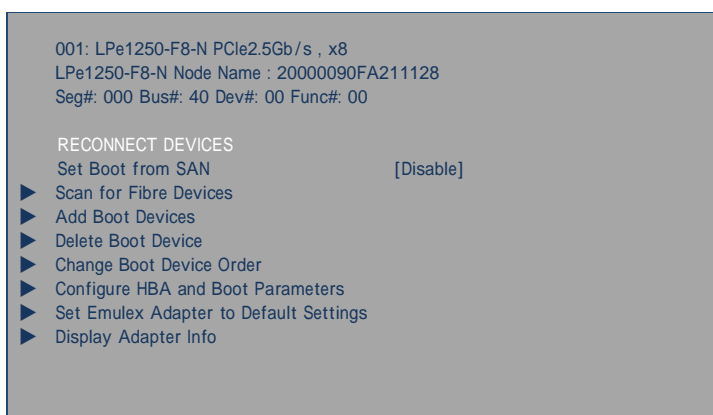 001: LPe1250-F8-N PCIe2.5Gb/s , x8
LPe1250-F8-N Node Name : 20000090FA211128
Seg#: 000 Bus#: 40 Dev#: 00 Func#: 00
RECONNECT DEVICES
Set Boot from SAN [Disable]
Scan for Fibre Devices
Add Boot Devices
Delete Boot Device
Change Boot Device Order
Configure HBA and Boot Parameters
Set Emulex Adapter to Default Settings
Display Adapter Info